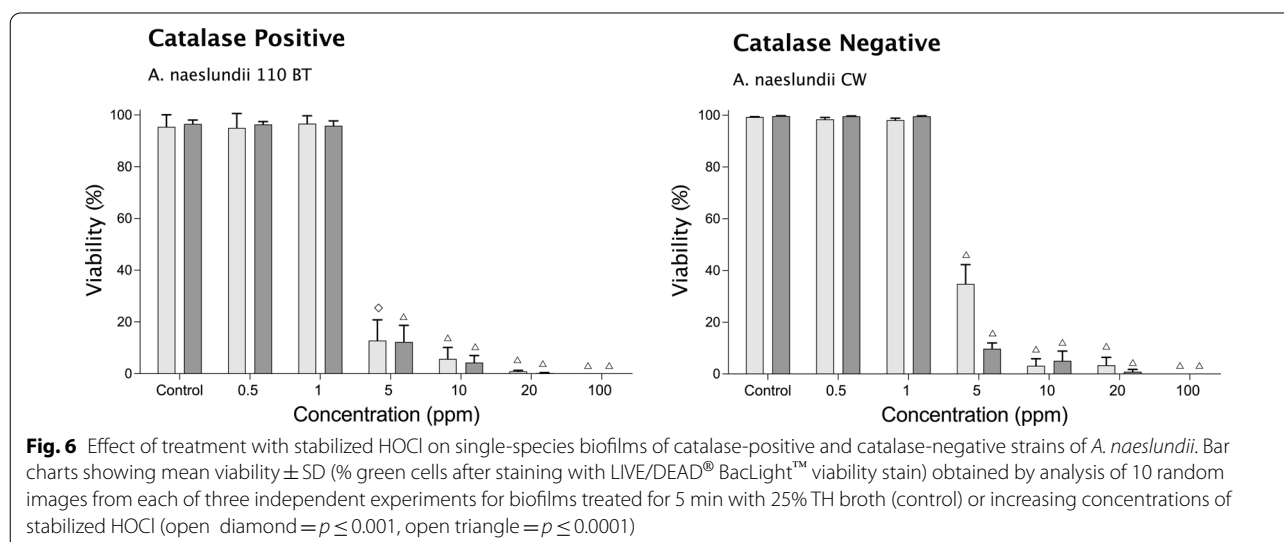 Catalase Positive
A. naeslundii 110 BT
Viability (%)
100
80
60
40
20
0
Control 0.5 1 5 10 20 100
Concentration (ppm)
Catalase Negative
A. naeslundii CW
Viability (%)
100
80
60
40
20
0
Control 0.5 1 5 10 20 100
Concentration (ppm)
Fig. 6 Effect of treatment with stabilized HOCl on single-species biofilms of catalase-positive and catalase-negative strains of A. naeslundii. Bar
charts showing mean viability ± SD (% green cells after staining with LIVE/DEAD® BacLight™ viability stain) obtained by analysis of 10 random
images from each of three independent experiments for biofilms treated for 5 min with 25% TH broth (control) or increasing concentrations of
stabilized HOCl (open diamond = p ≤ 0.001, open triangle = p ≤ 0.0001)